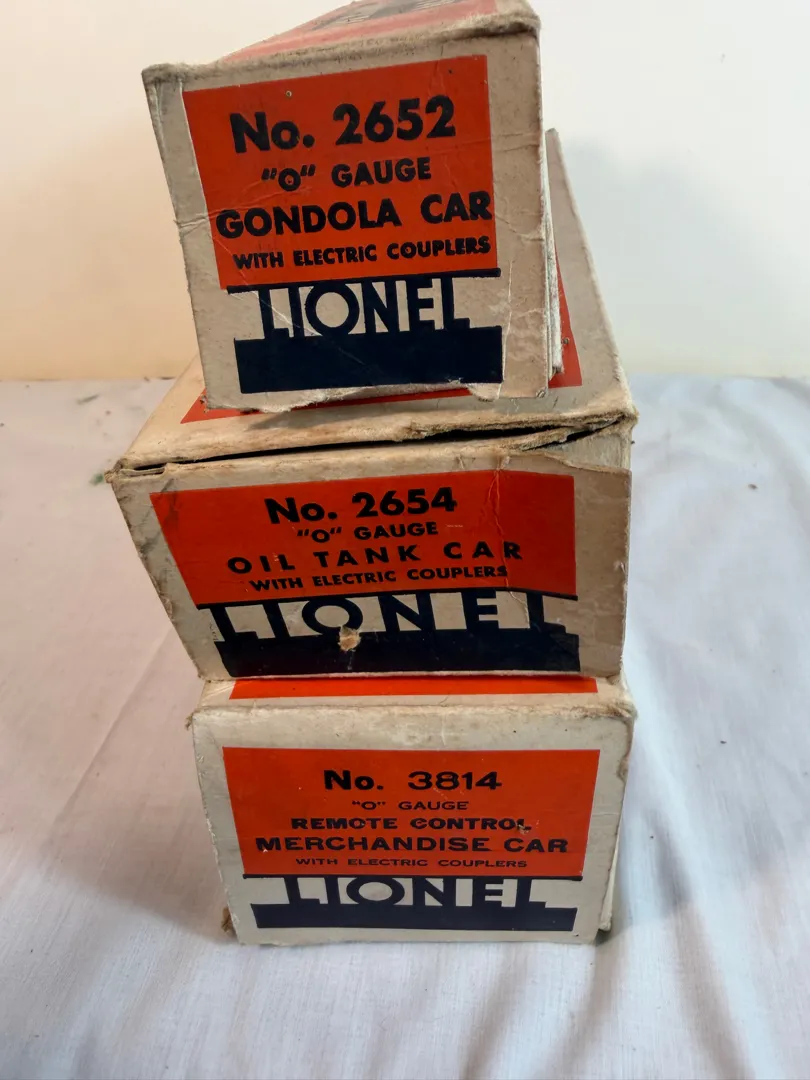 No. 2652
"O" GAUGE
GONDOLA CAR
WITH ELECTRIC COUPLERS
LIONEL
No. 2654
"O" GAUGE
OIL TANK CAR
WITH ELECTRIC COUPLERS
LIONEL
No. 3814
"O" GAUGE
REMOTE CONTROL
MERCHANDISE CAR
WITH ELECTRIC COUPLERS
LIONEL